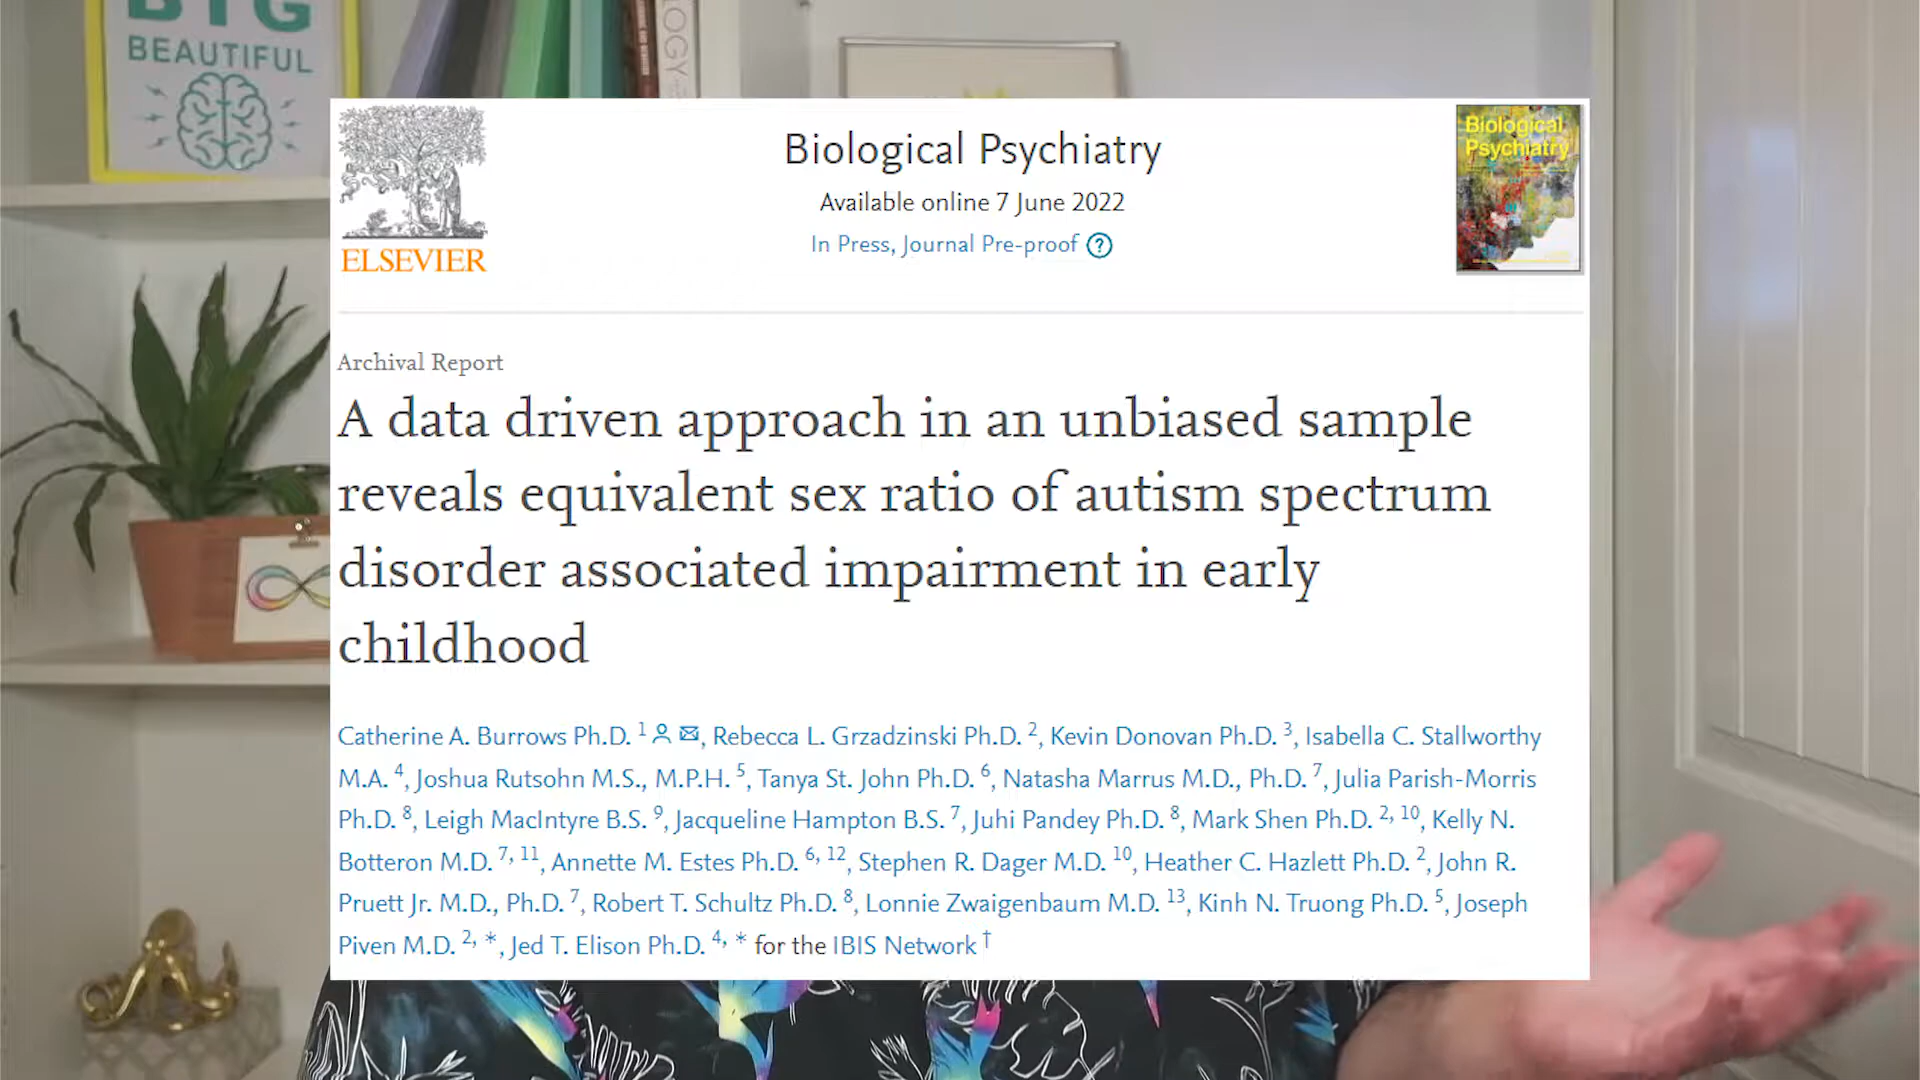 BEAUTIFUL
OLOGY
ELSEVIER
Biological Psychiatry
Available online 7 June 2022
In Press, Journal Pre-proof ?
Biological
Psychiatry
Archival Report
A data driven approach in an unbiased sample
reveals equivalent sex ratio of autism spectrum
disorder associated impairment in early
childhood
Catherine A. Burrows Ph.D. 1, Rebecca L. Grzadzinski Ph.D. 2, Kevin Donovan Ph.D. 3, Isabella C. Stallworthy
M.A. 4, Joshua Rutsohn M.S., M.P.H. 5, Tanya St. John Ph.D. 6, Natasha Marrus M.D., Ph.D. 7, Julia Parish-Morris
Ph.D. 8, Leigh MacIntyre B.S. 9, Jacqueline Hampton B.S. 7, Juhi Pandey Ph.D. 8, Mark Shen Ph.D. 2, 10, Kelly N.
Botteron M.D. 7, 11, Annette M. Estes Ph.D. 6, 12, Stephen R. Dager M.D. 10, Heather C. Hazlett Ph.D. 2, John R.
Pruett Jr. M.D., Ph.D. 7, Robert T. Schultz Ph.D. 8, Lonnie Zwaigenbaum M.D. 13, Kinh N. Truong Ph.D. 5, Joseph
Piven M.D. 2, *, Jed T. Elison Ph.D. 4, * for the IBIS Network †